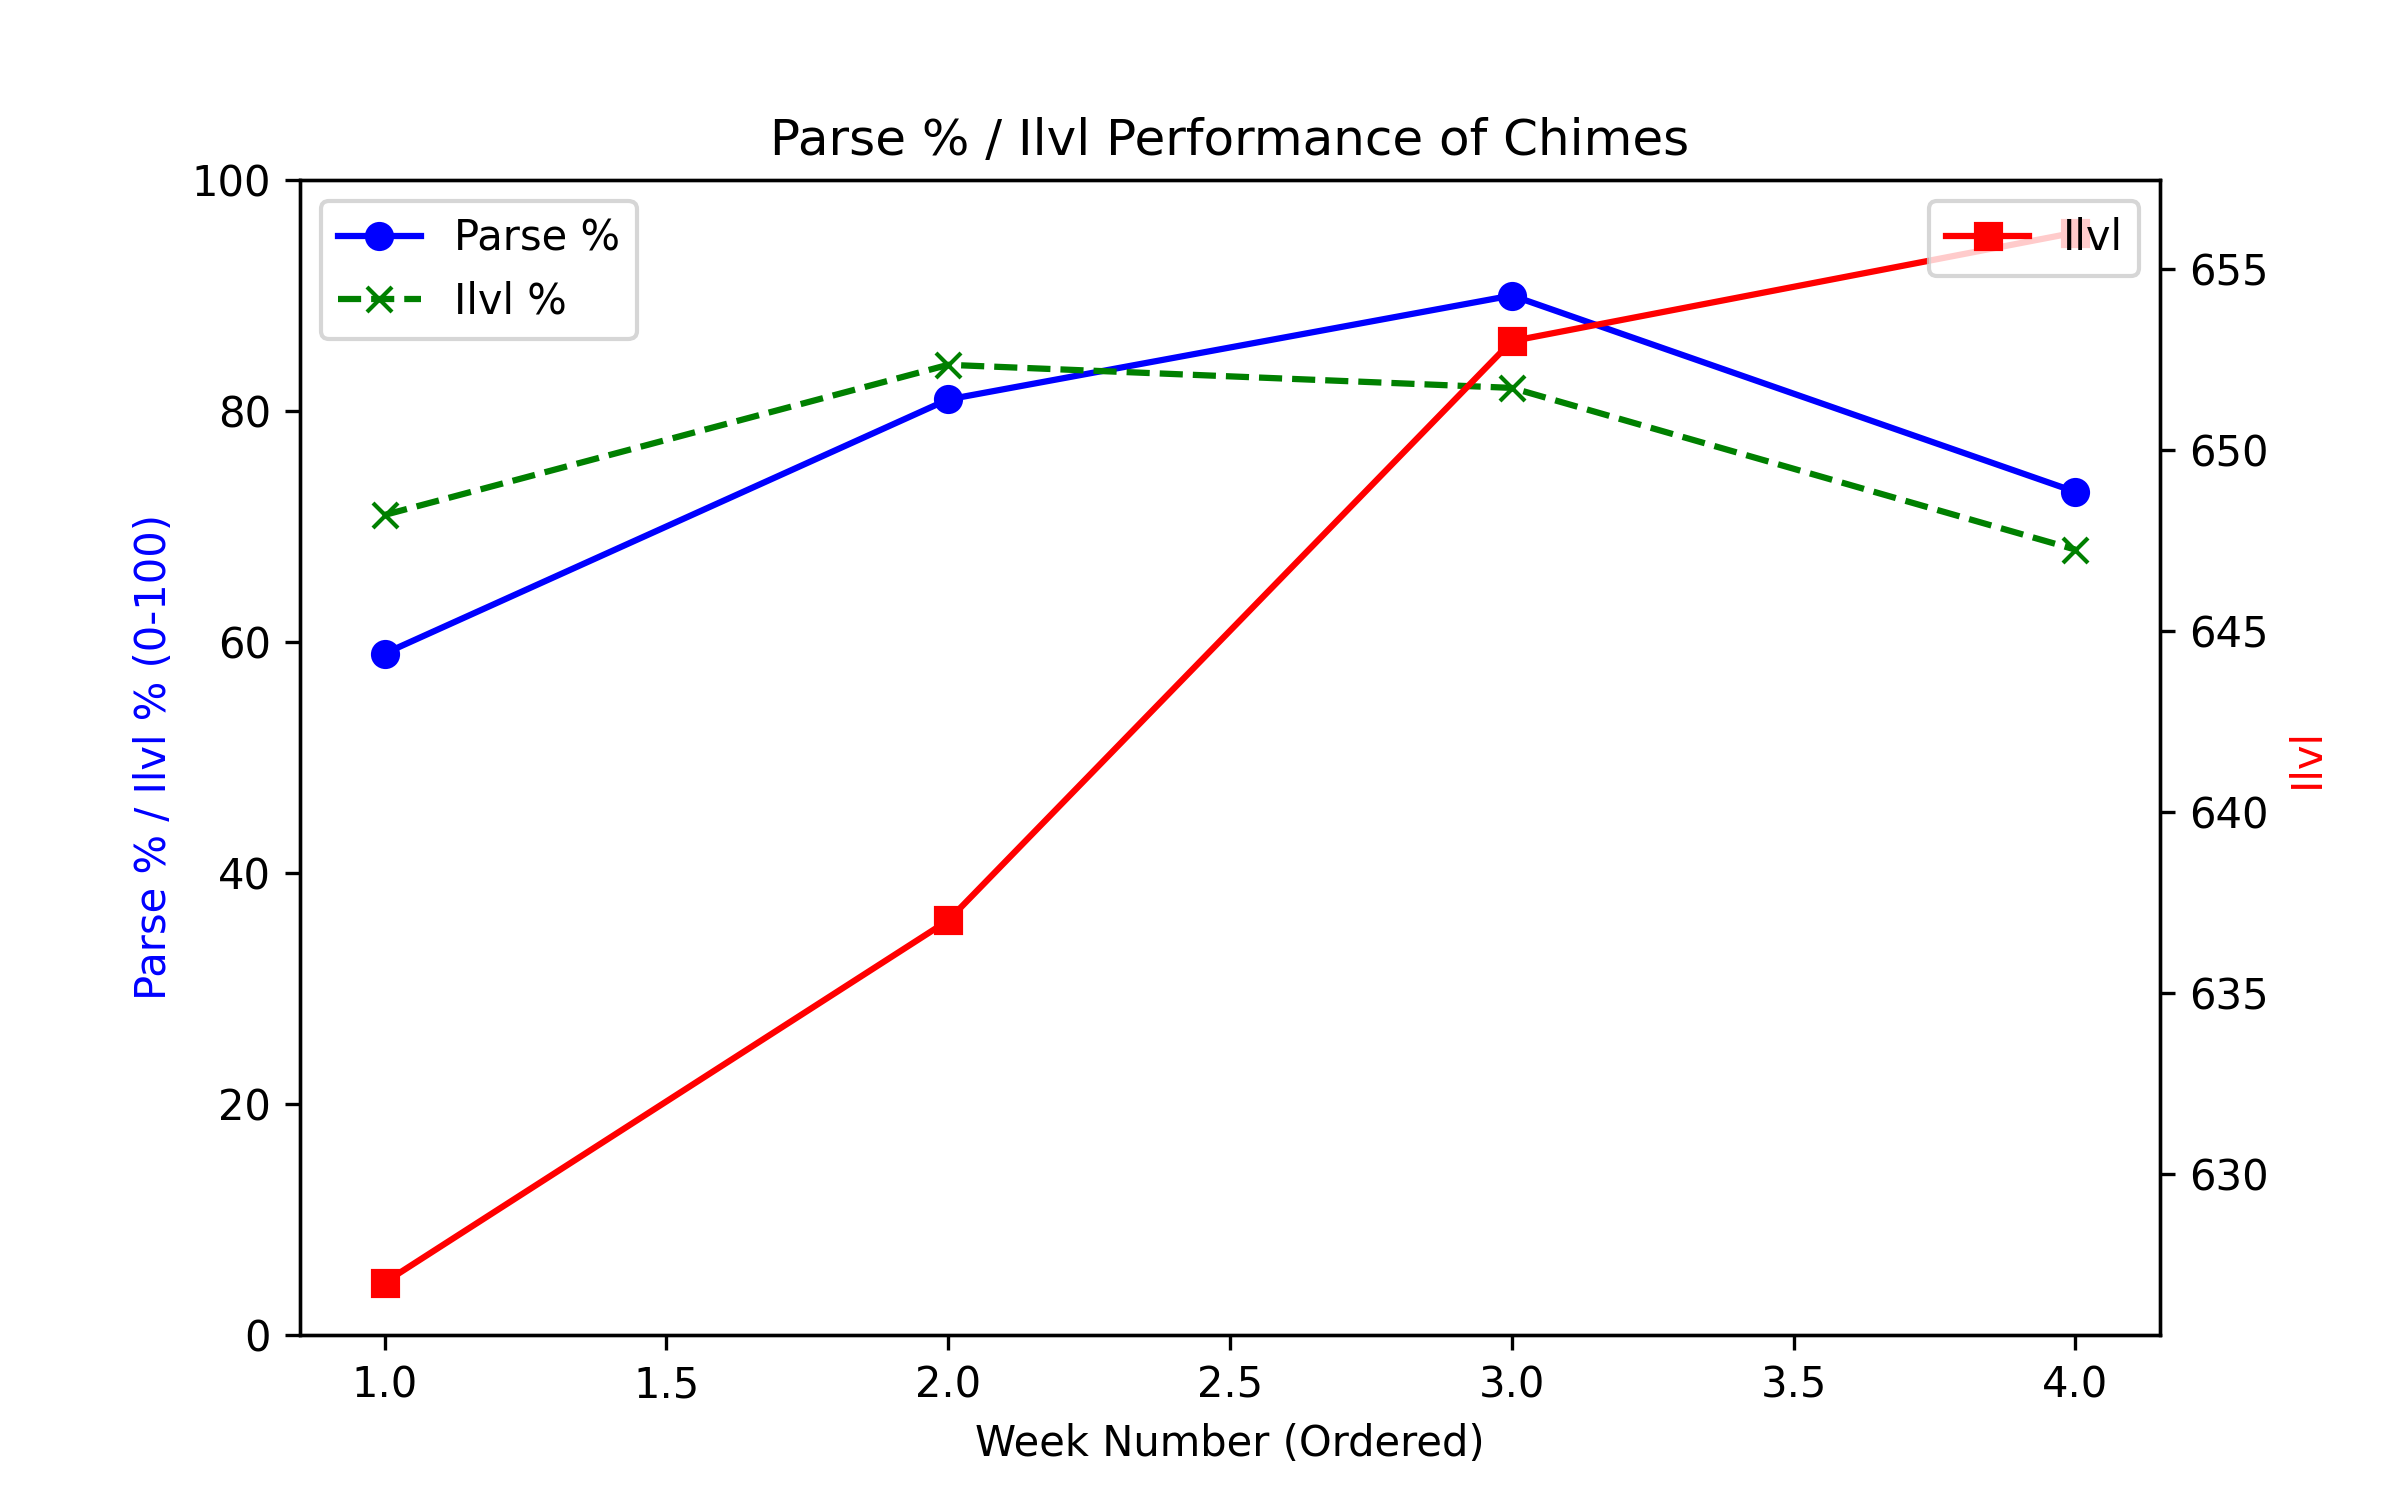 Parse % / Ilvl Performance of Chimes
Parse %
Ilvl %
Ilvl
100
80
60
40
20
0
Parse % / Ilvl % (0-100)
655
650
645
640
635
630
Ilvl
1.0 1.5 2.0 2.5 3.0 3.5 4.0
Week Number (Ordered)